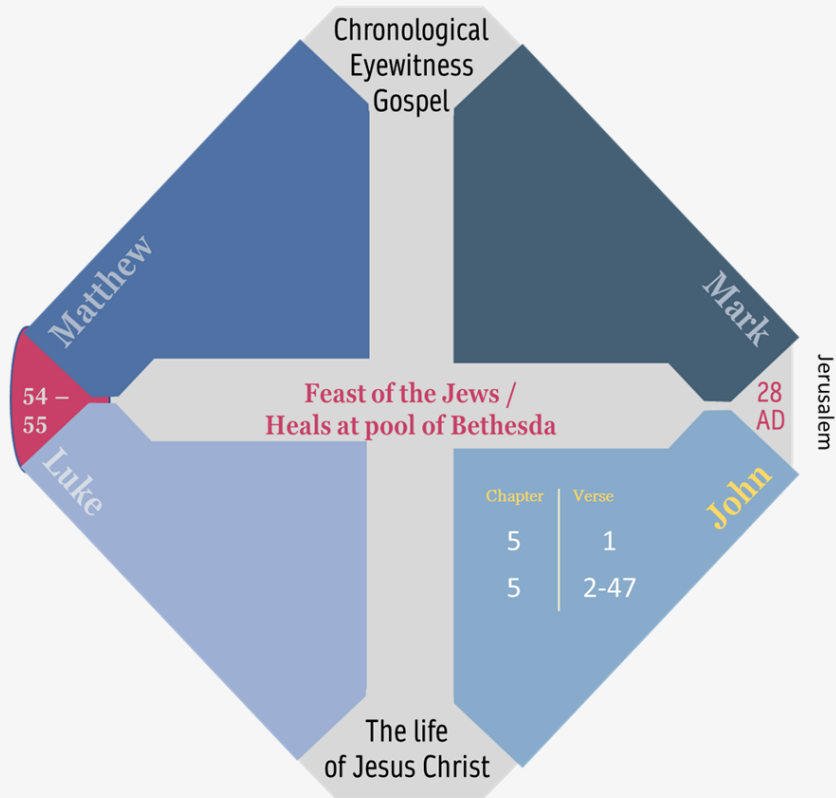 Chronological
Eyewitness
Gospel
Matthew
Mark
54 –
55
Feast of the Jews /
Heals at pool of Bethesda
28
AD
Jerusalem
Luke
John
Chapter Verse
5 1
5 2-47
The life
of Jesus Christ